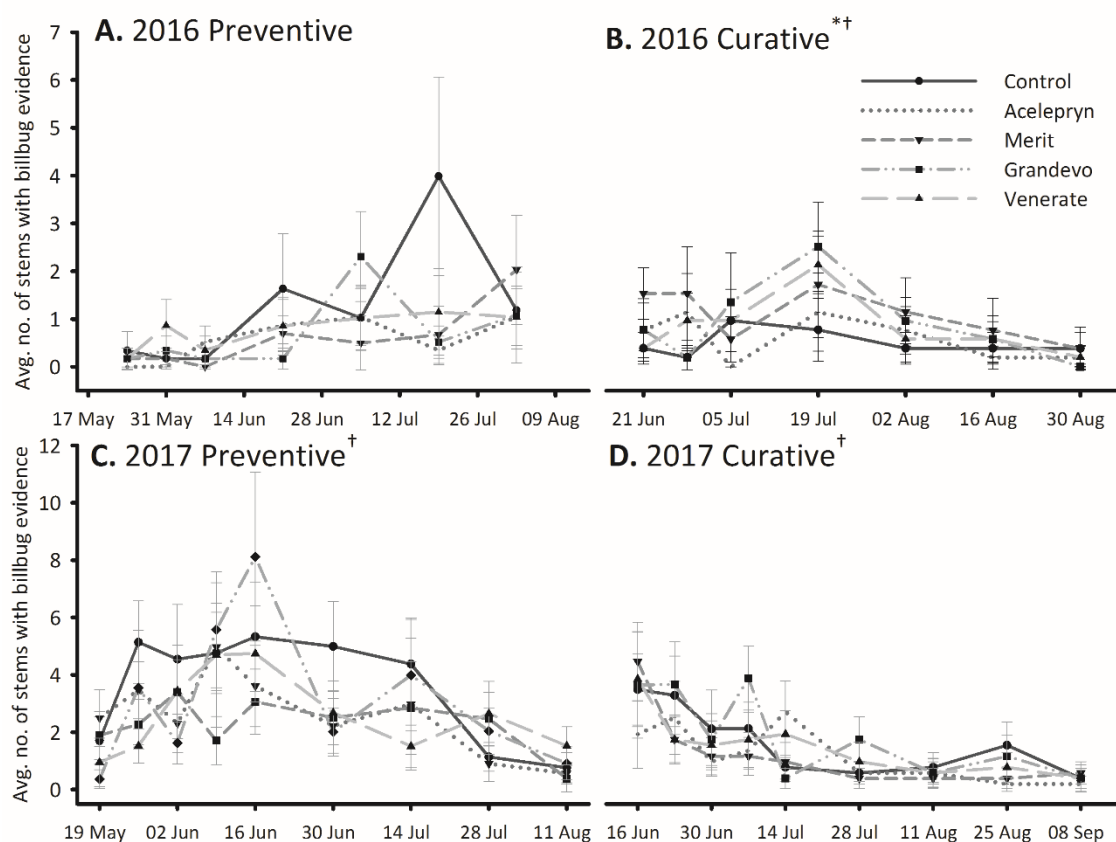 A. 2016 Preventive
B. 2016 Curative*†
Avg. no. of stems with billbug evidence
7
6
5
4
3
2
1
0
Control
Acelepryn
Merit
Grandevo
Venerate
17 May 31 May 14 Jun 28 Jun 12 Jul 26 Jul 09 Aug
21 Jun 05 Jul 19 Jul 02 Aug 16 Aug 30 Aug
C. 2017 Preventive†
D. 2017 Curative†
Avg. no. of stems with billbug evidence
12
10
8
6
4
2
0
19 May 02 Jun 16 Jun 30 Jun 14 Jul 28 Jul 11 Aug
16 Jun 30 Jun 14 Jul 28 Jul 11 Aug 25 Aug 08 Sep